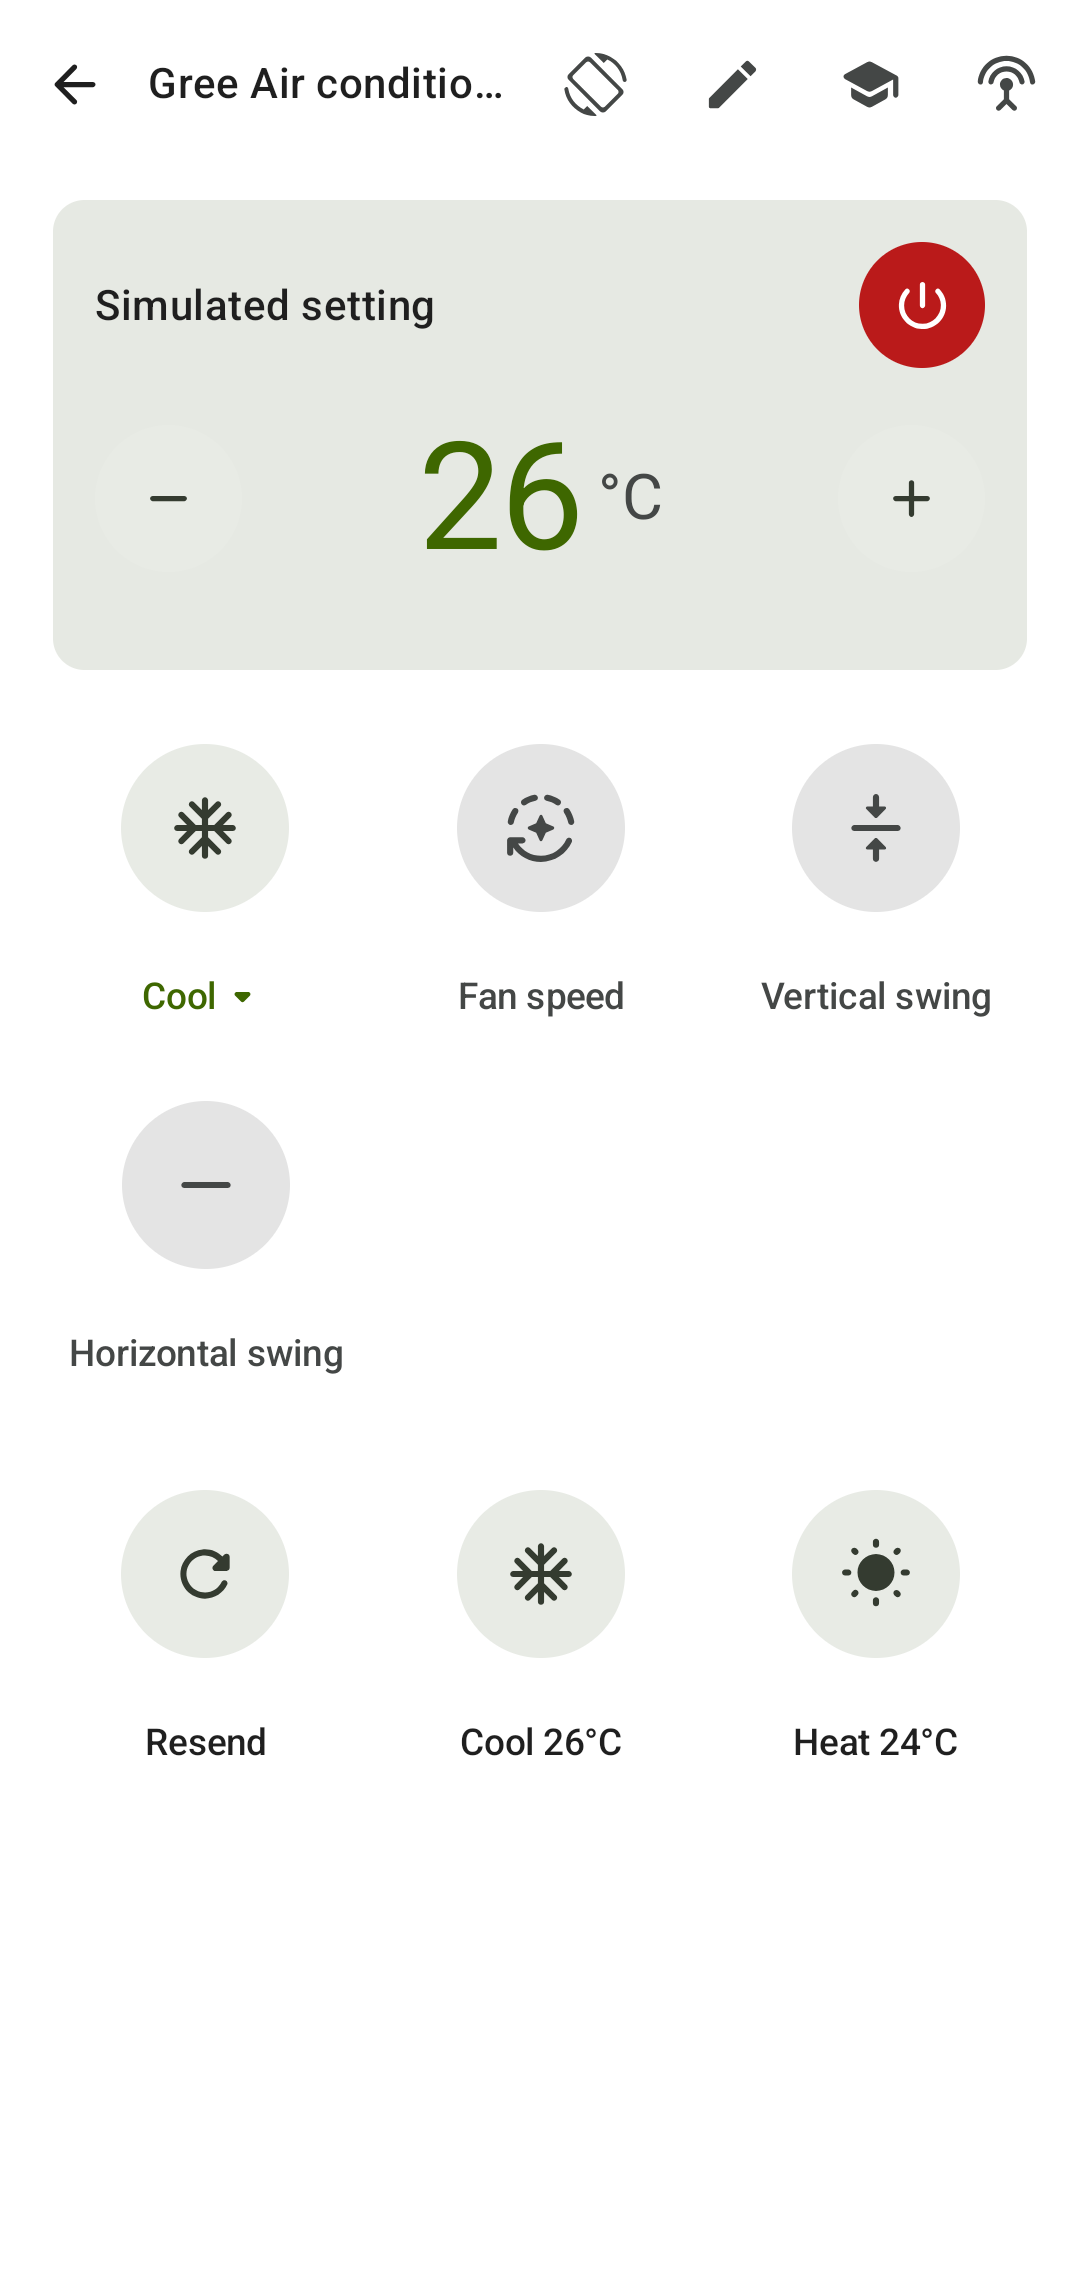 Gree Air conditio...
Simulated setting
26 °C
Cool
Fan speed
Vertical swing
Horizontal swing
Resend
Cool 26°C
Heat 24°C